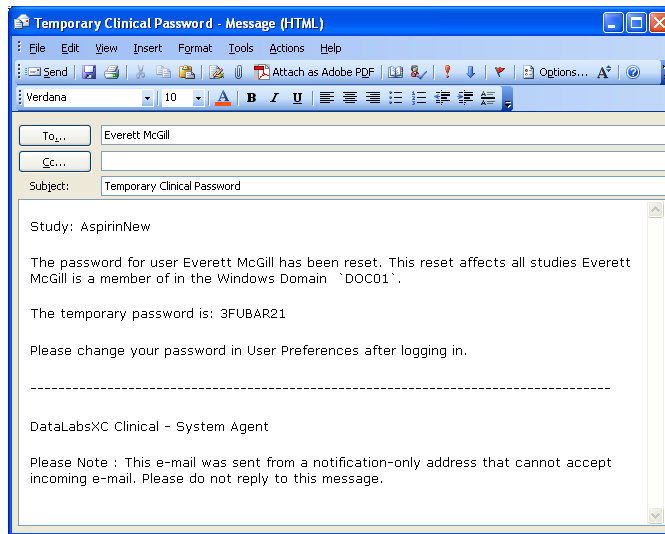 Temporary Clinical Password - Message (HTML)
File Edit View Insert Format Tools Actions Help
Send Attach as Adobe PDF Options...
Verdana 10 A B I U
To... Everett McGill
Cc...
Subject: Temporary Clinical Password
Study: AspirinNew
The password for user Everett McGill has been reset. This reset affects all studies Everett
McGill is a member of in the Windows Domain `DOC01`.
The temporary password is: 3FUBAR21
Please change your password in User Preferences after logging in.
-----------------------------------------------------------------------------------
DataLabsXC Clinical - System Agent
Please Note : This e-mail was sent from a notification-only address that cannot accept
incoming e-mail. Please do not reply to this message.